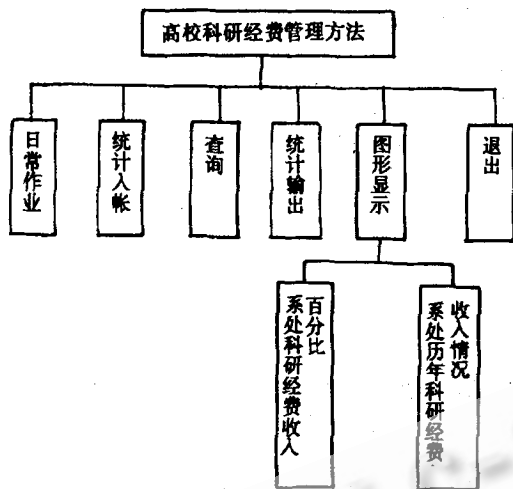 高校科研经费管理方法
日常作业
统计入帐
查询
统计输出
图形显示
退出
系处科研经费收入
百分比
系处历年科研经费
收入情况